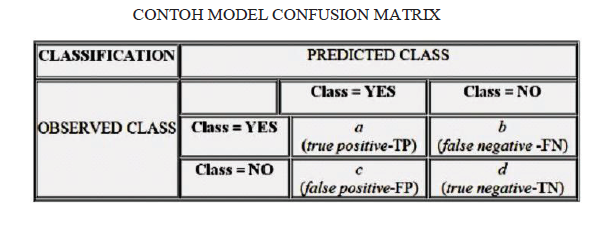 CONTOH MODEL CONFUSION MATRIX
CLASSIFICATION PREDICTED CLASS
Class = YES Class = NO
OBSERVED CLASS Class = YES a b
(true positive-TP) (false negative -FN)
Class = NO c d
(false positive-FP) (true negative-TN)